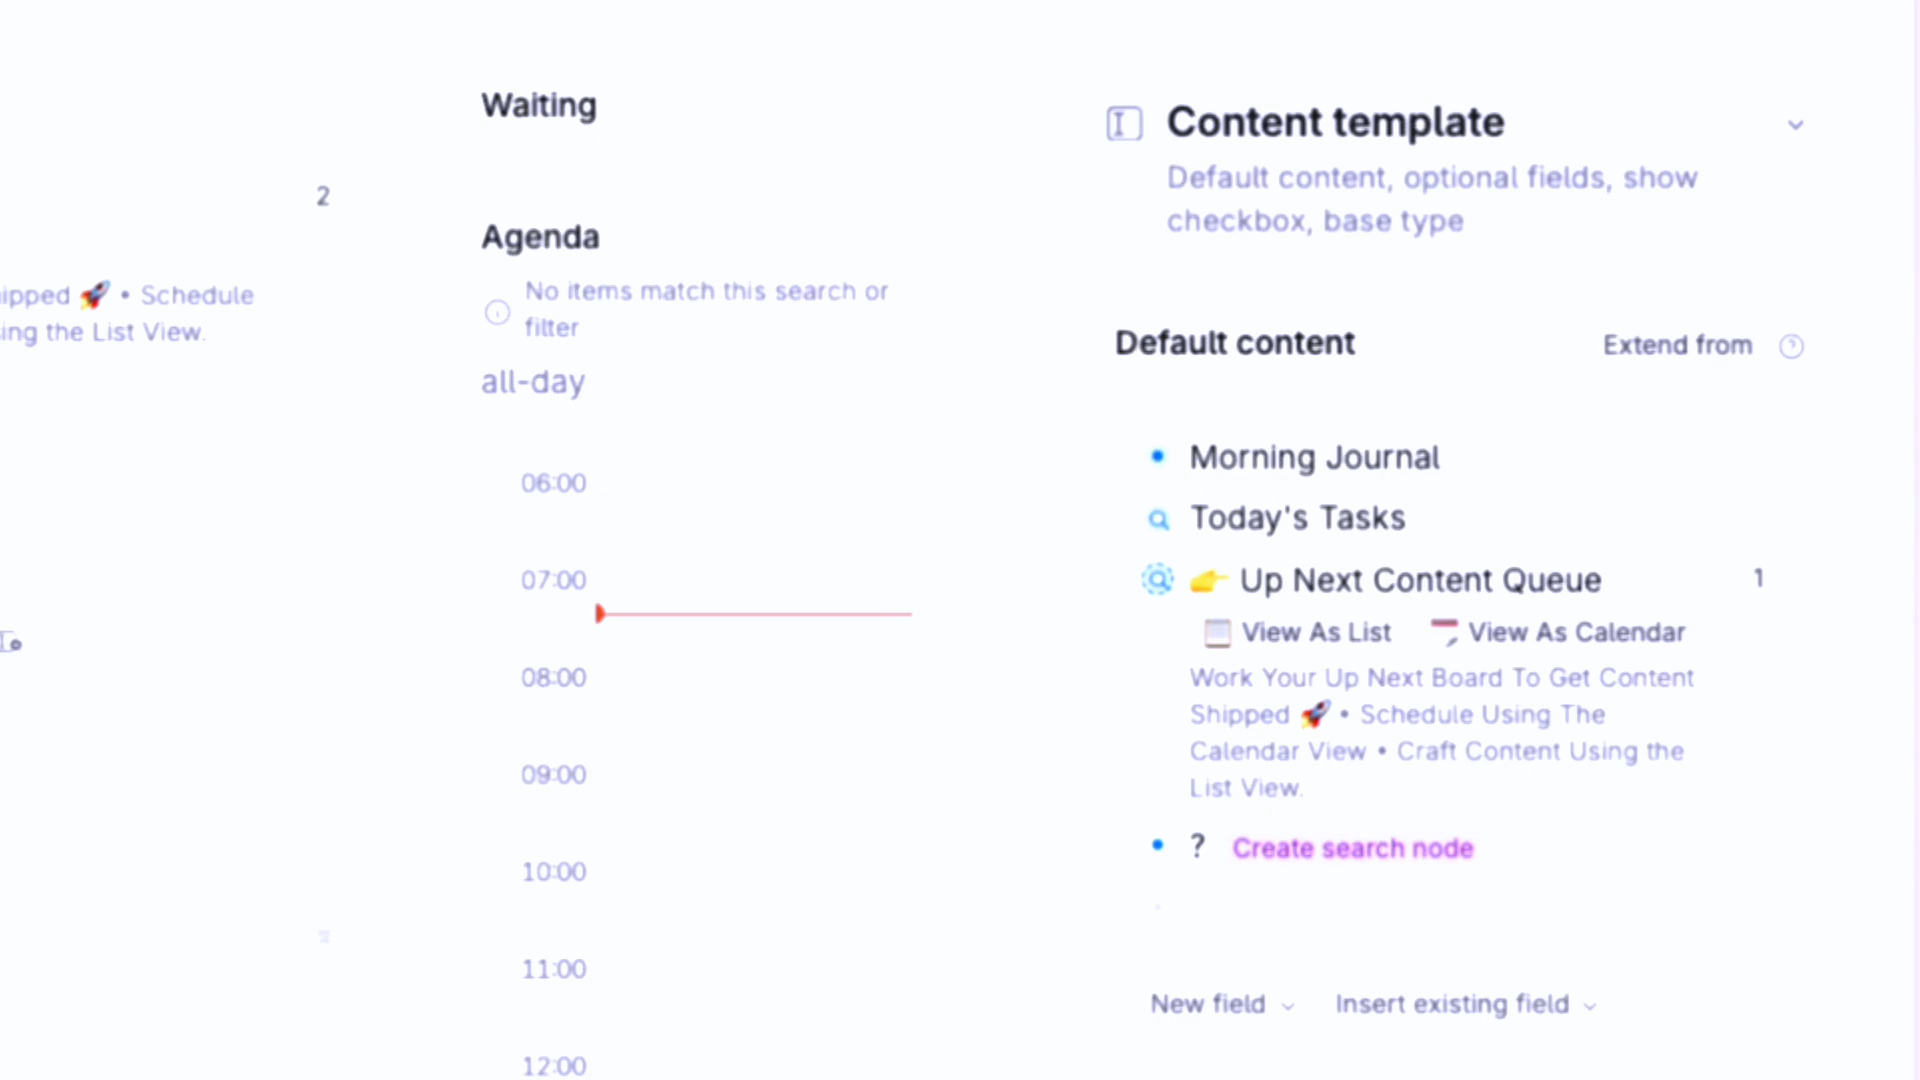 2
ipped 🚀 • Schedule
ing the List View.
Waiting
Agenda
No items match this search or
filter
all-day
06:00
07:00
08:00
09:00
10:00
11:00
12:00
Content template
Default content, optional fields, show
checkbox, base type
Default content
Extend from
Morning Journal
Today's Tasks
👉 Up Next Content Queue 1
View As List View As Calendar
Work Your Up Next Board To Get Content
Shipped 🚀 • Schedule Using The
Calendar View • Craft Content Using the
List View.
? Create search node
New field Insert existing field